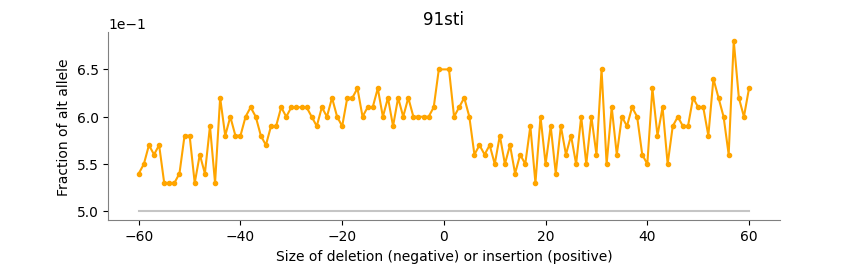 91sti
1e−1
6.5
6.0
5.5
5.0
Fraction of alt allele
−60 −40 −20 0 20 40 60
Size of deletion (negative) or insertion (positive)